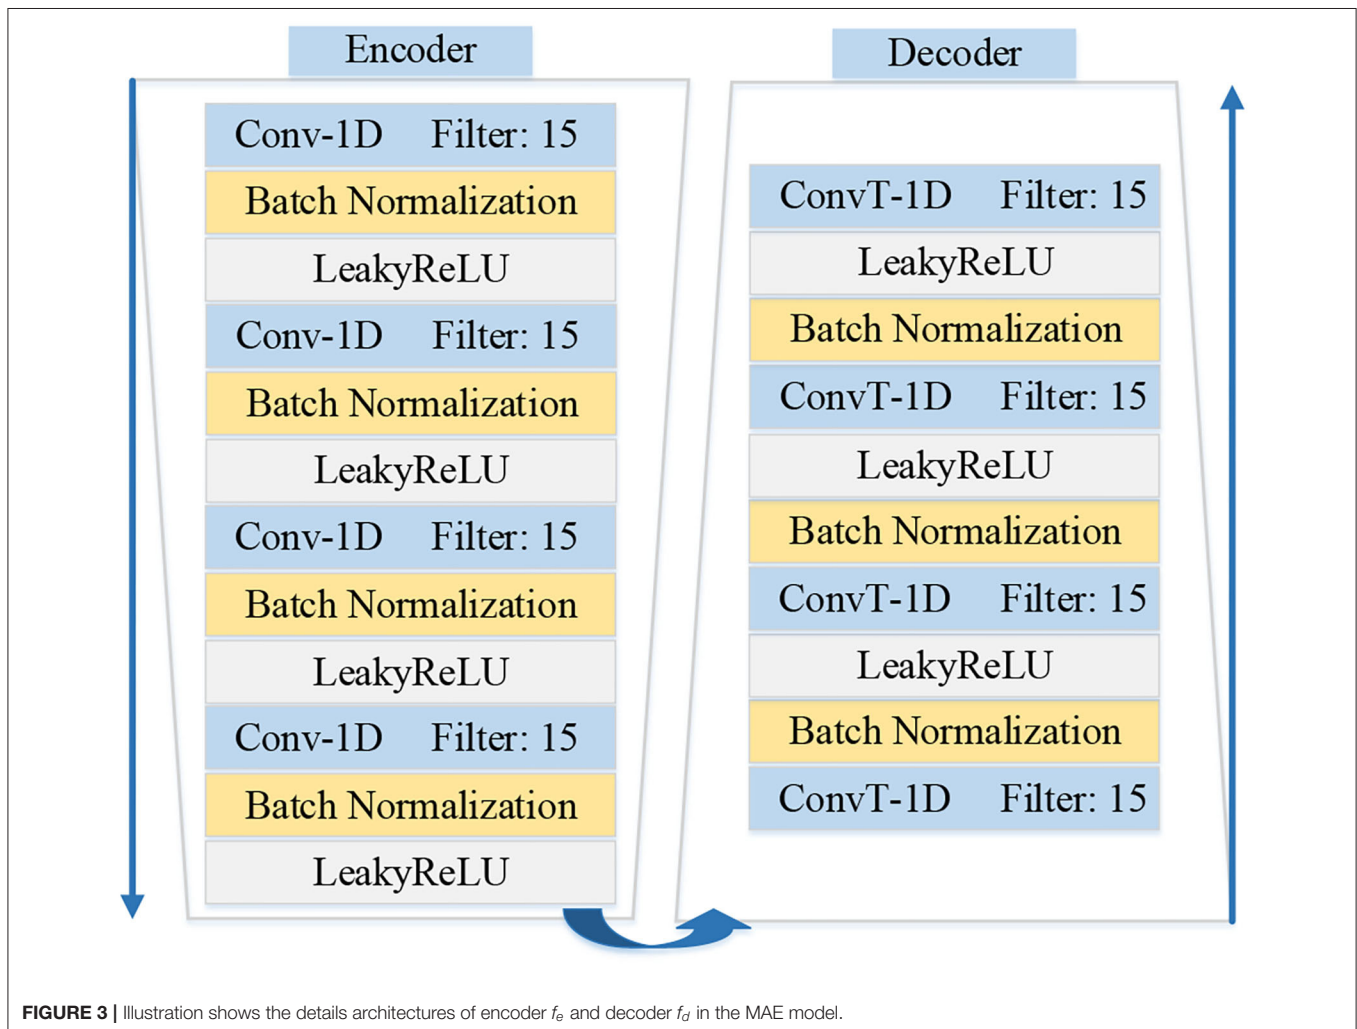 Encoder
Conv-1D Filter: 15
Batch Normalization
LeakyReLU
Conv-1D Filter: 15
Batch Normalization
LeakyReLU
Conv-1D Filter: 15
Batch Normalization
LeakyReLU
Conv-1D Filter: 15
Batch Normalization
LeakyReLU
Decoder
ConvT-1D Filter: 15
LeakyReLU
Batch Normalization
ConvT-1D Filter: 15
LeakyReLU
Batch Normalization
ConvT-1D Filter: 15
LeakyReLU
Batch Normalization
ConvT-1D Filter: 15
FIGURE 3 | Illustration shows the details architectures of encoder fe and decoder fd in the MAE model.